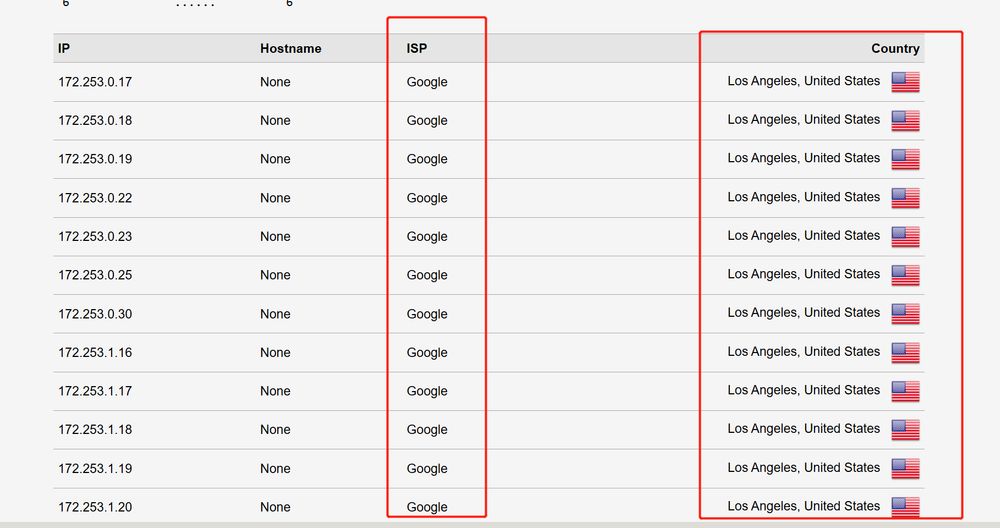 6 ...... 6
IP Hostname ISP Country
172.253.0.17 None Google Los Angeles, United States
172.253.0.18 None Google Los Angeles, United States
172.253.0.19 None Google Los Angeles, United States
172.253.0.22 None Google Los Angeles, United States
172.253.0.23 None Google Los Angeles, United States
172.253.0.25 None Google Los Angeles, United States
172.253.0.30 None Google Los Angeles, United States
172.253.1.16 None Google Los Angeles, United States
172.253.1.17 None Google Los Angeles, United States
172.253.1.18 None Google Los Angeles, United States
172.253.1.19 None Google Los Angeles, United States
172.253.1.20 None Google Los Angeles, United States